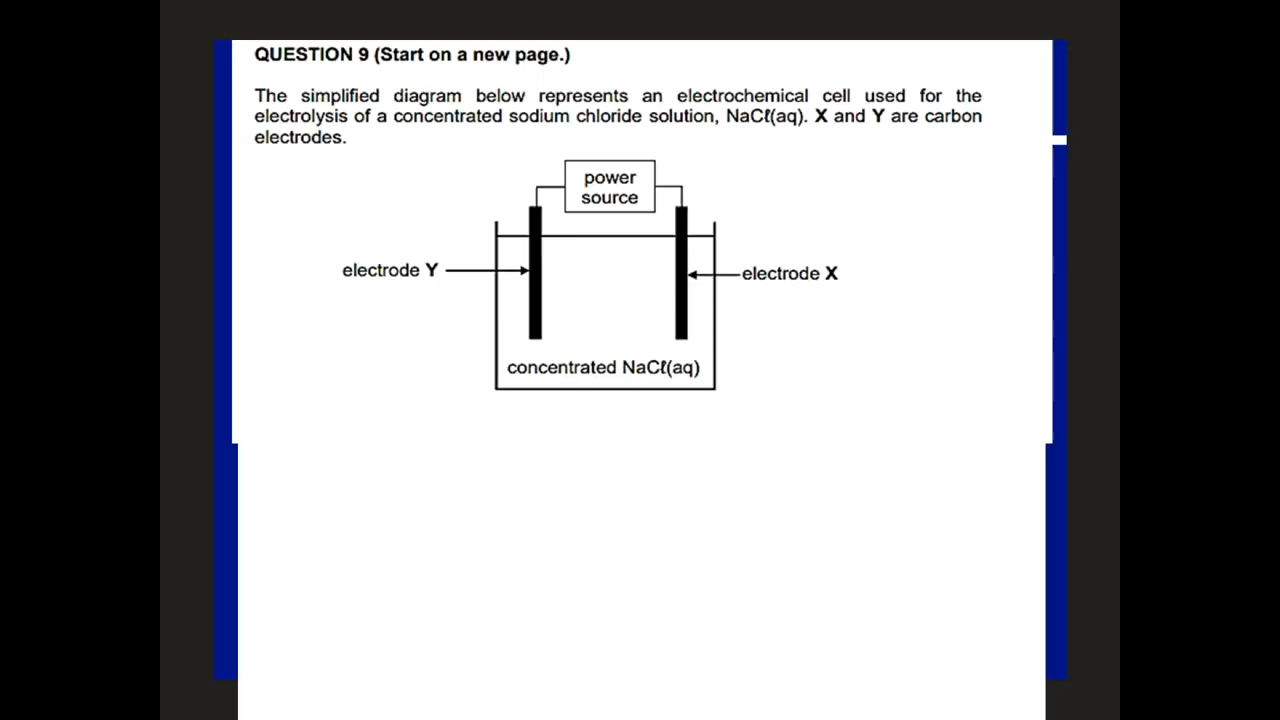 QUESTION 9 (Start on a new page.)
The simplified diagram below represents an electrochemical cell used for the
electrolysis of a concentrated sodium chloride solution, NaCℓ(aq). X and Y are carbon
electrodes.
power
source
electrode Y
electrode X
concentrated NaCℓ(aq)